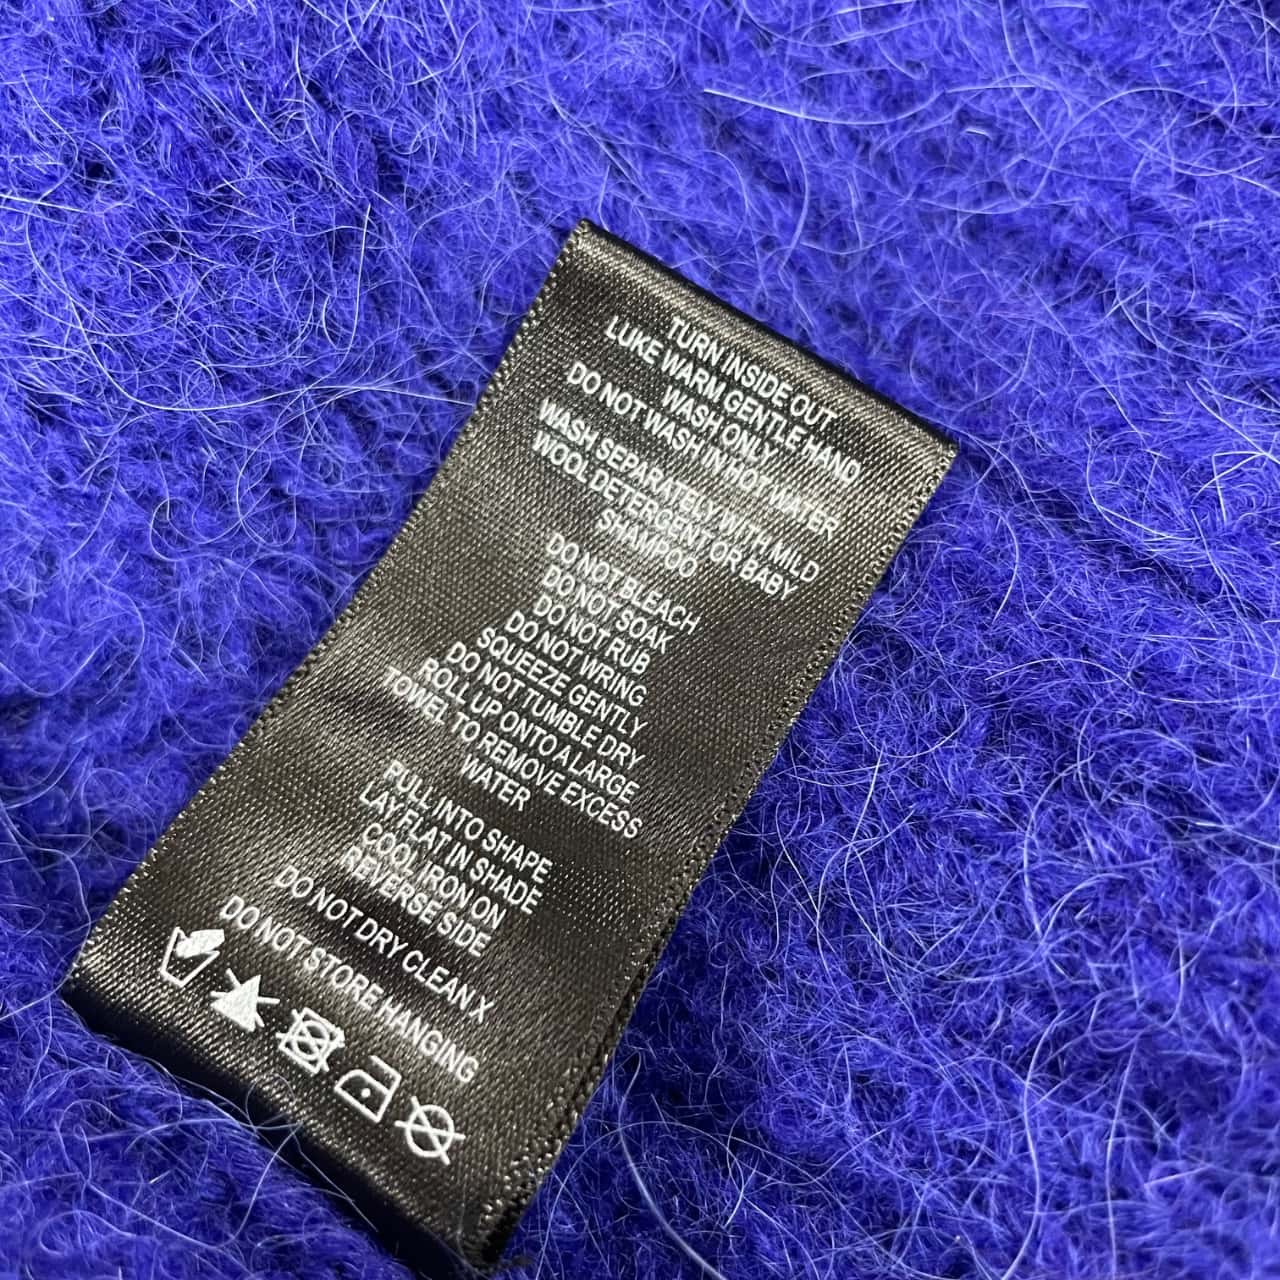 TURN INSIDE OUT
LUKE WARM GENTLE HAND
WASH ONLY
DO NOT WASH IN HOT WATER
WASH SEPARATELY WITH MILD
WOOL DETERGENT OR BABY
SHAMPOO
DO NOT BLEACH
DO NOT SOAK
DO NOT RUB
DO NOT WRING
SQUEEZE GENTLY
DO NOT TUMBLE DRY
ROLL UP ONTO A LARGE
TOWEL TO REMOVE EXCESS
WATER
PULL INTO SHAPE
LAY FLAT IN SHADE
COOL IRON ON
REVERSE SIDE
DO NOT DRY CLEAN X
DO NOT STORE HANGING